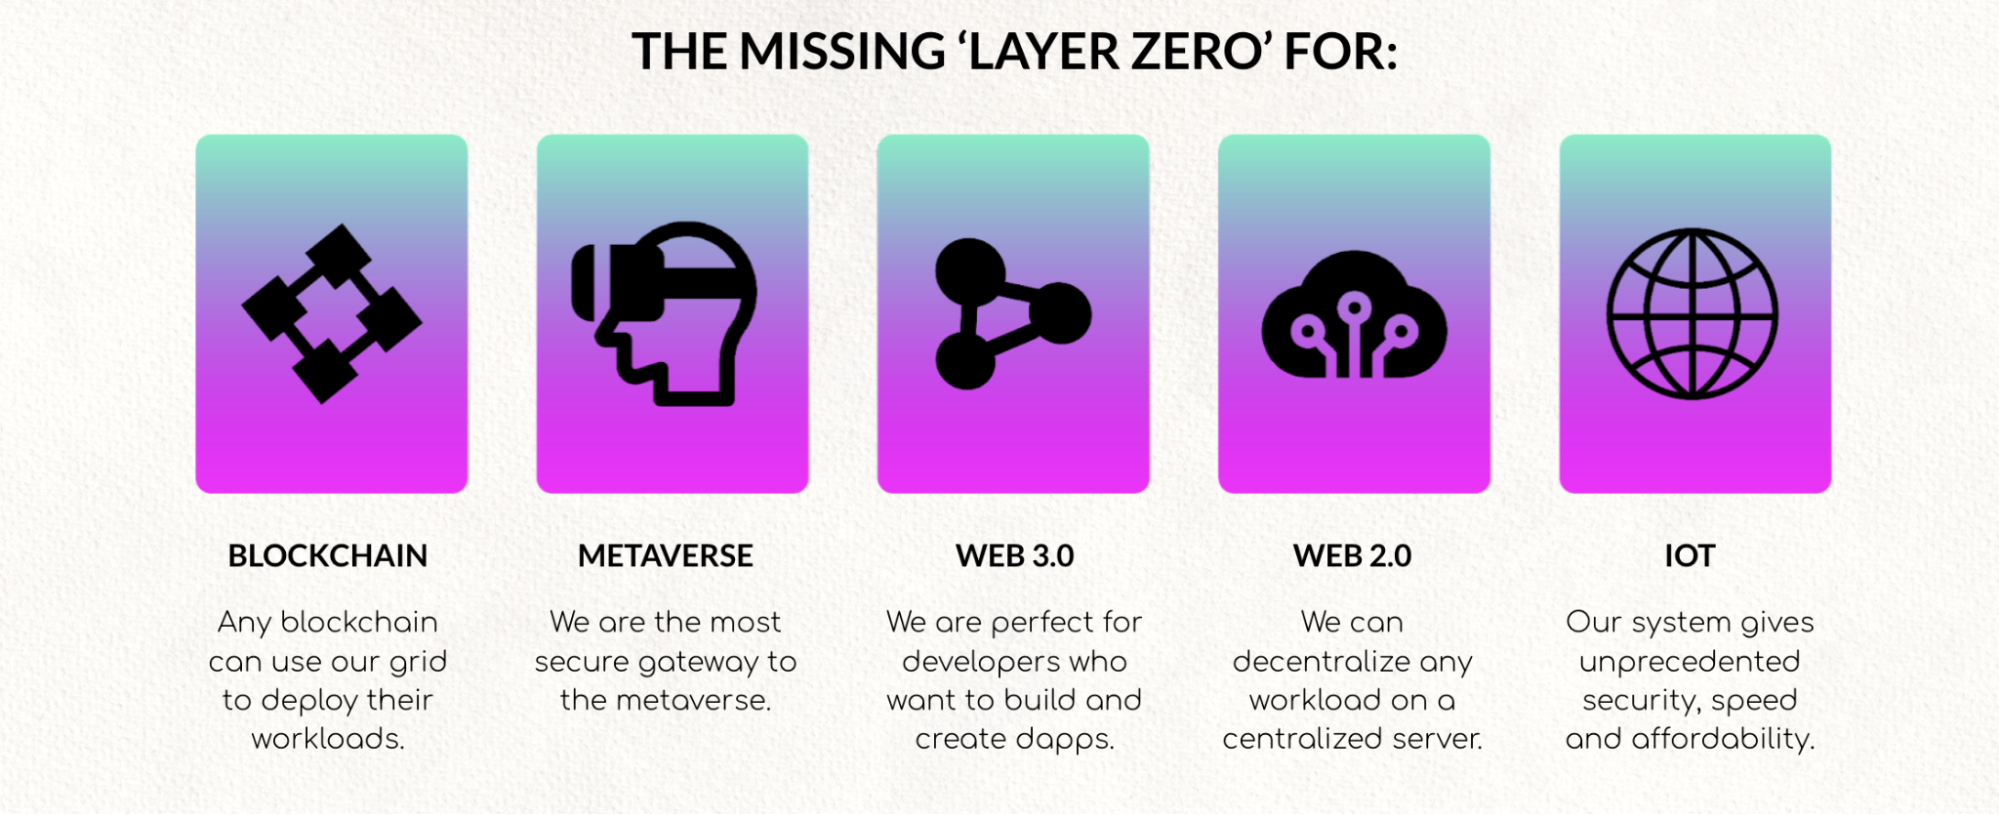 THE MISSING ‘LAYER ZERO’ FOR:
BLOCKCHAIN
Any blockchain
can use our grid
to deploy their
workloads.
METAVERSE
We are the most
secure gateway to
the metaverse.
WEB 3.0
We are perfect for
developers who
want to build and
create dapps.
WEB 2.0
We can
decentralize any
workload on a
centralized server.
IOT
Our system gives
unprecedented
security, speed
and affordability.